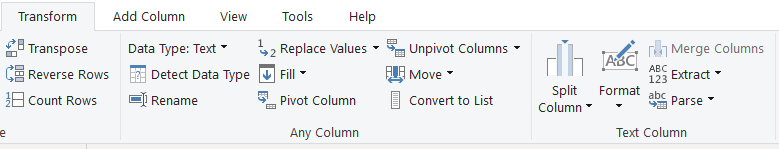 Transform Add Column View Tools Help
Transpose Data Type: Text Replace Values Unpivot Columns Merge Columns
Reverse Rows Detect Data Type Fill Move Split Column Format ABC 123 Extract
Count Rows Rename Pivot Column Convert to List abc Parse
e Any Column Text Column